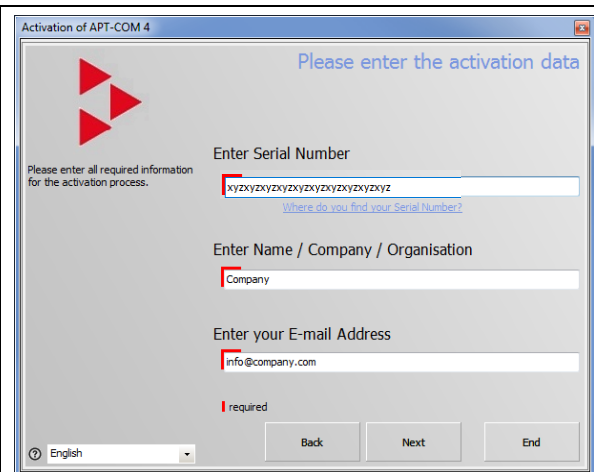 Activation of APT-COM 4
Please enter the activation data
Please enter all required information
for the activation process.
Enter Serial Number
xyzxyzxyzxyzxyzxyzxyzxyzxyzxyz
Where do you find your Serial Number?
Enter Name / Company / Organisation
Company
Enter your E-mail Address
info@company.com
required
English
Back
Next
End